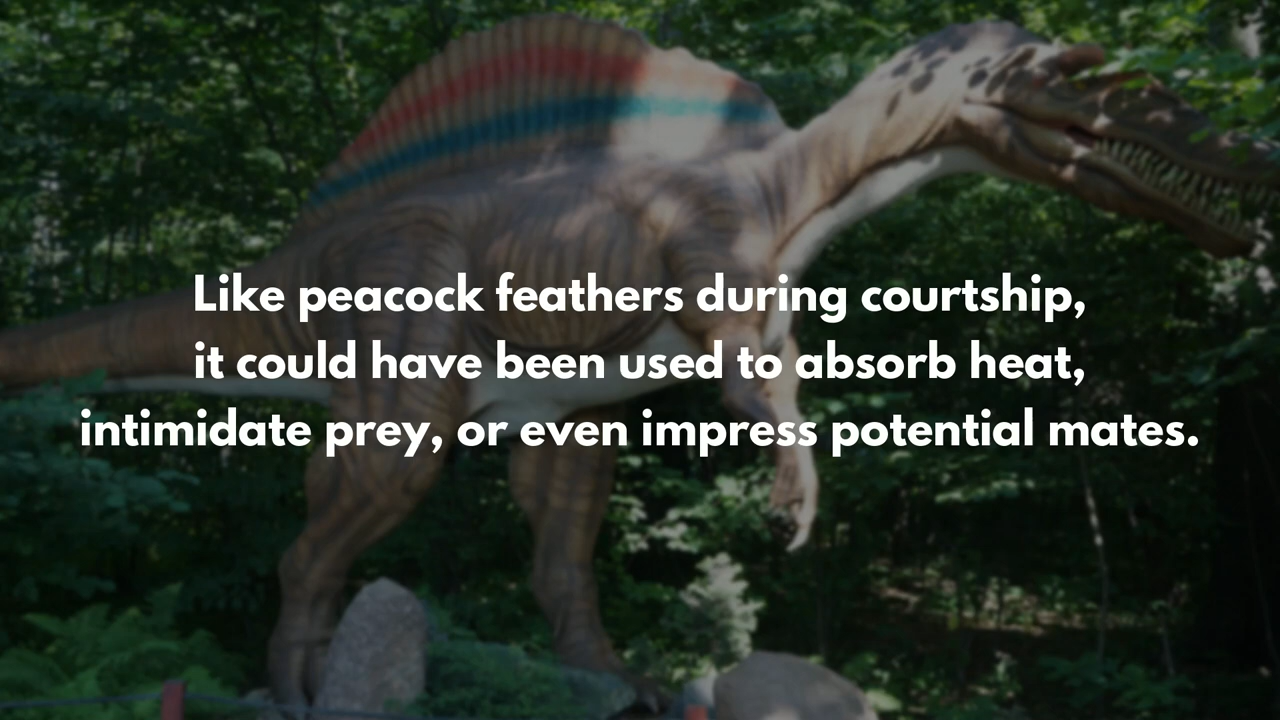 Like peacock feathers during courtship,
it could have been used to absorb heat,
intimidate prey, or even impress potential mates.